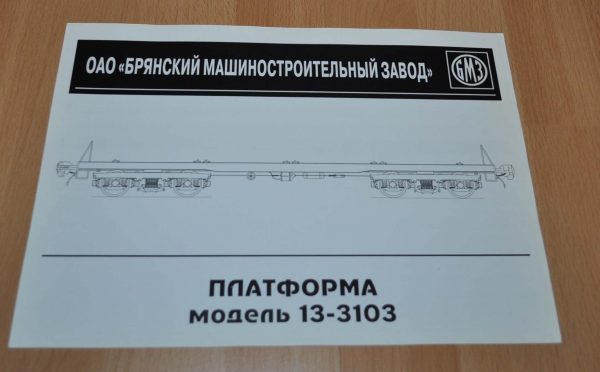 ОАО «БРЯНСКИЙ МАШИНОСТРОИТЕЛЬНЫЙ ЗАВОД»
БМЗ
ПЛАТФОРМА
модель 13-3103